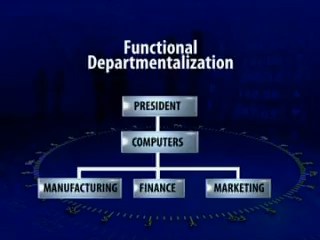 Functional
Departmentalization
PRESIDENT
COMPUTERS
MANUFACTURING FINANCE MARKETING